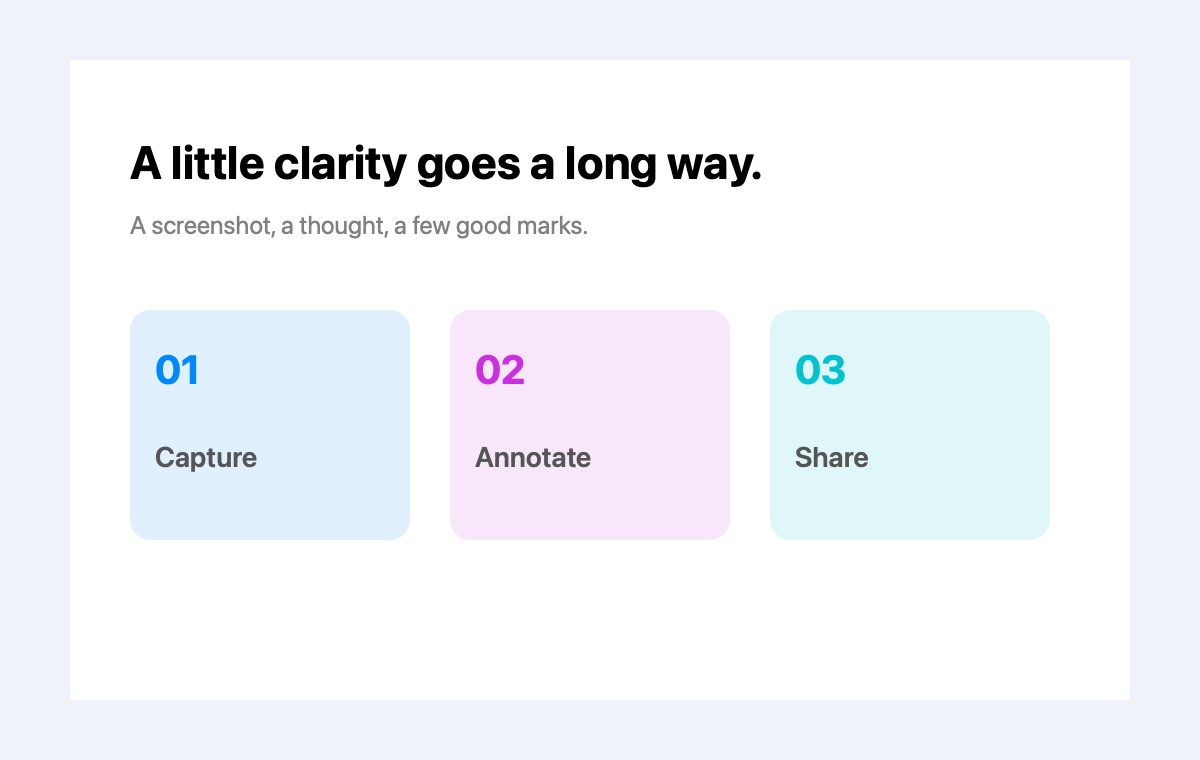 A little clarity goes a long way.
A screenshot, a thought, a few good marks.
01
Capture
02
Annotate
03
Share